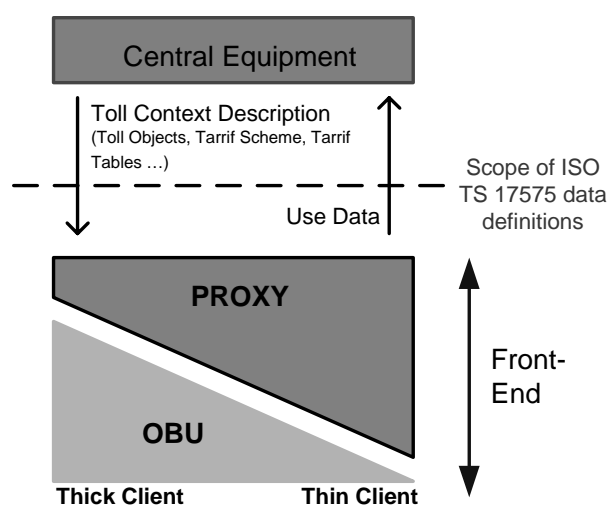 Central Equipment
Toll Context Description
(Toll Objects, Tarrif Scheme, Tarrif
Tables …)
Scope of ISO
TS 17575 data
definitions
Use Data
PROXY
Front-
End
OBU
Thick Client
Thin Client